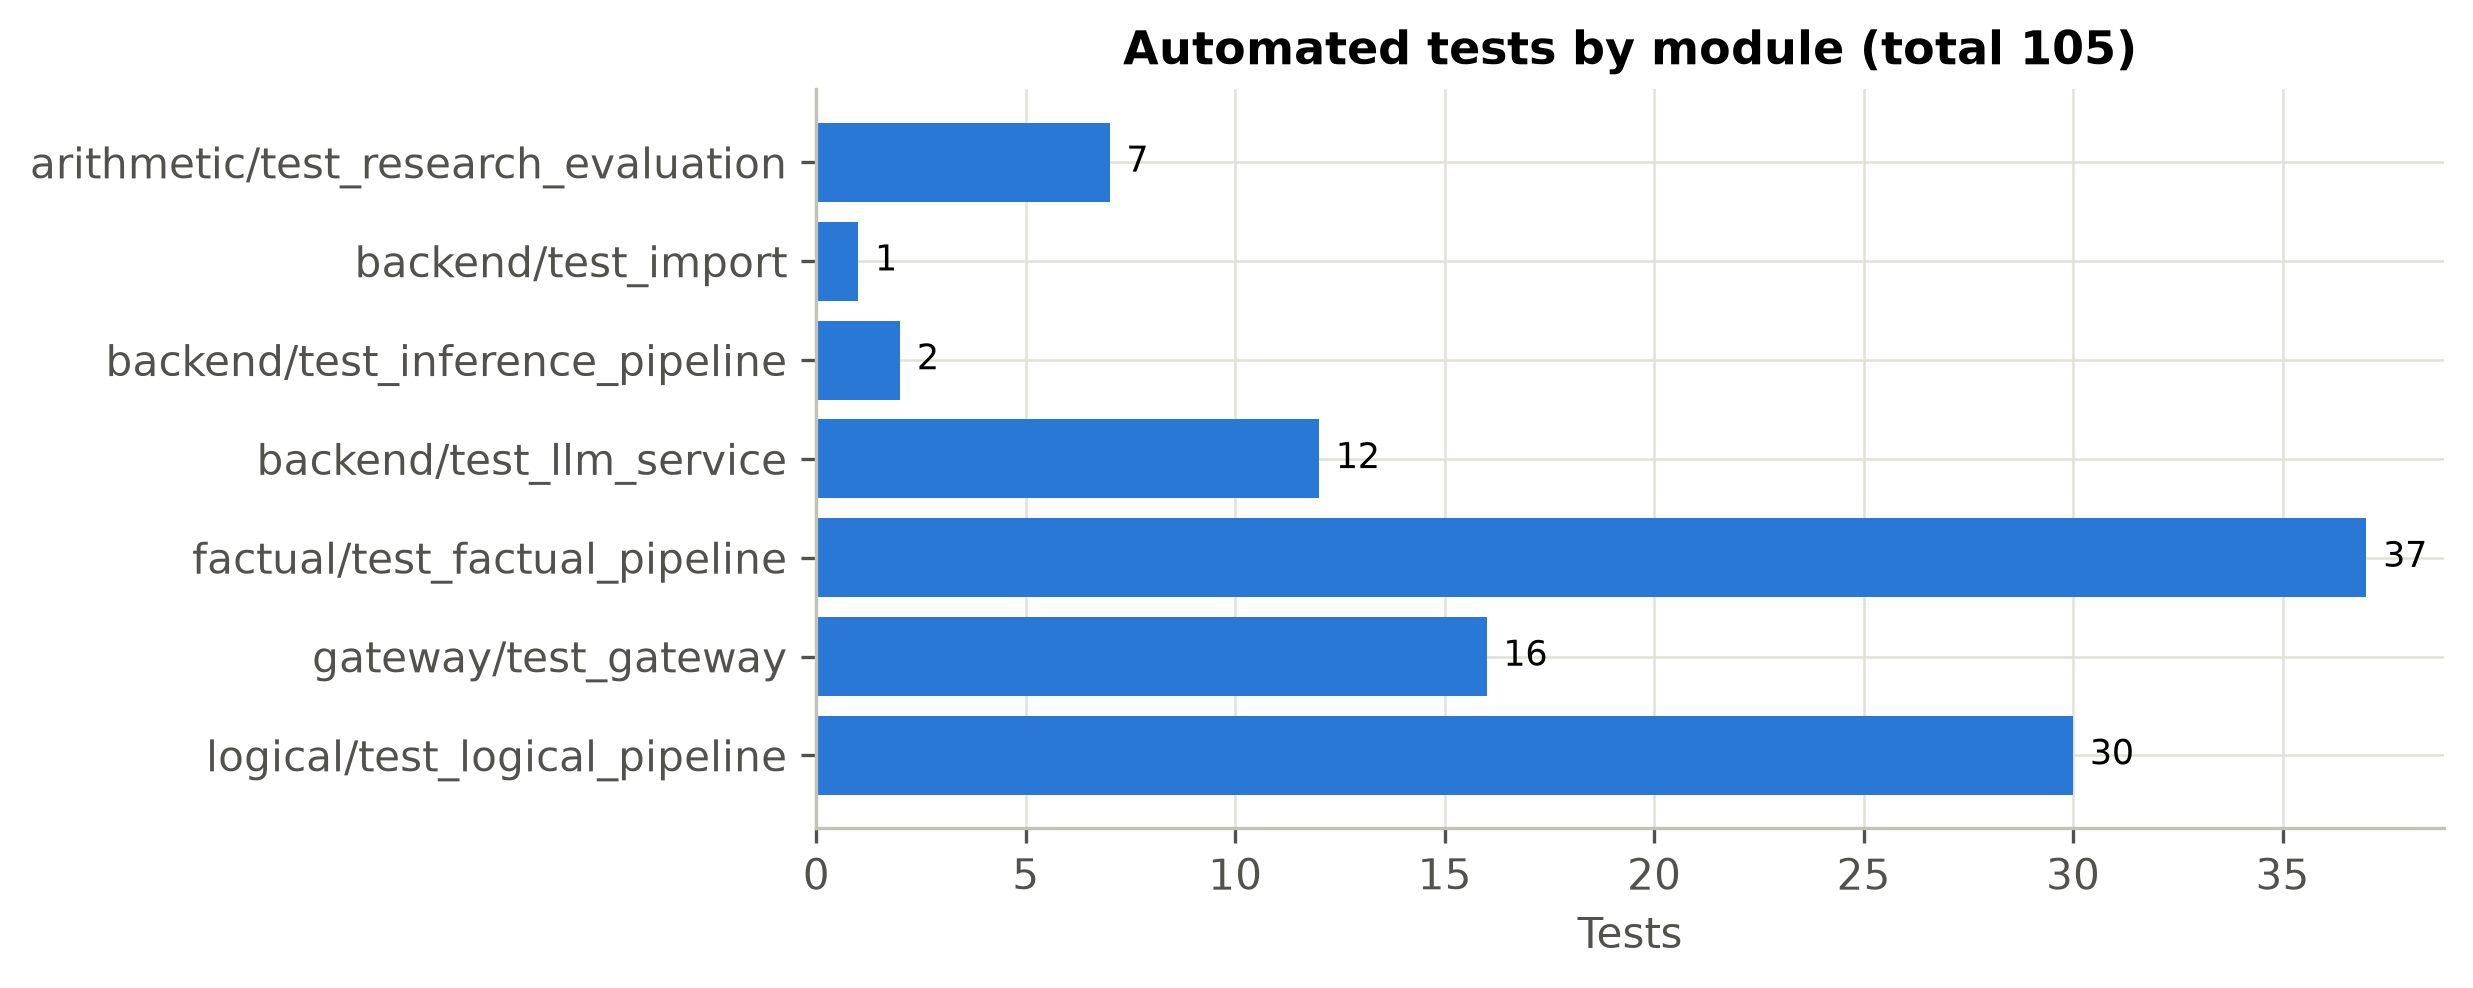 Automated tests by module (total 105)
arithmetic/test_research_evaluation 7
backend/test_import 1
backend/test_inference_pipeline 2
backend/test_llm_service 12
factual/test_factual_pipeline 37
gateway/test_gateway 16
logical/test_logical_pipeline 30
0 5 10 15 20 25 30 35
Tests